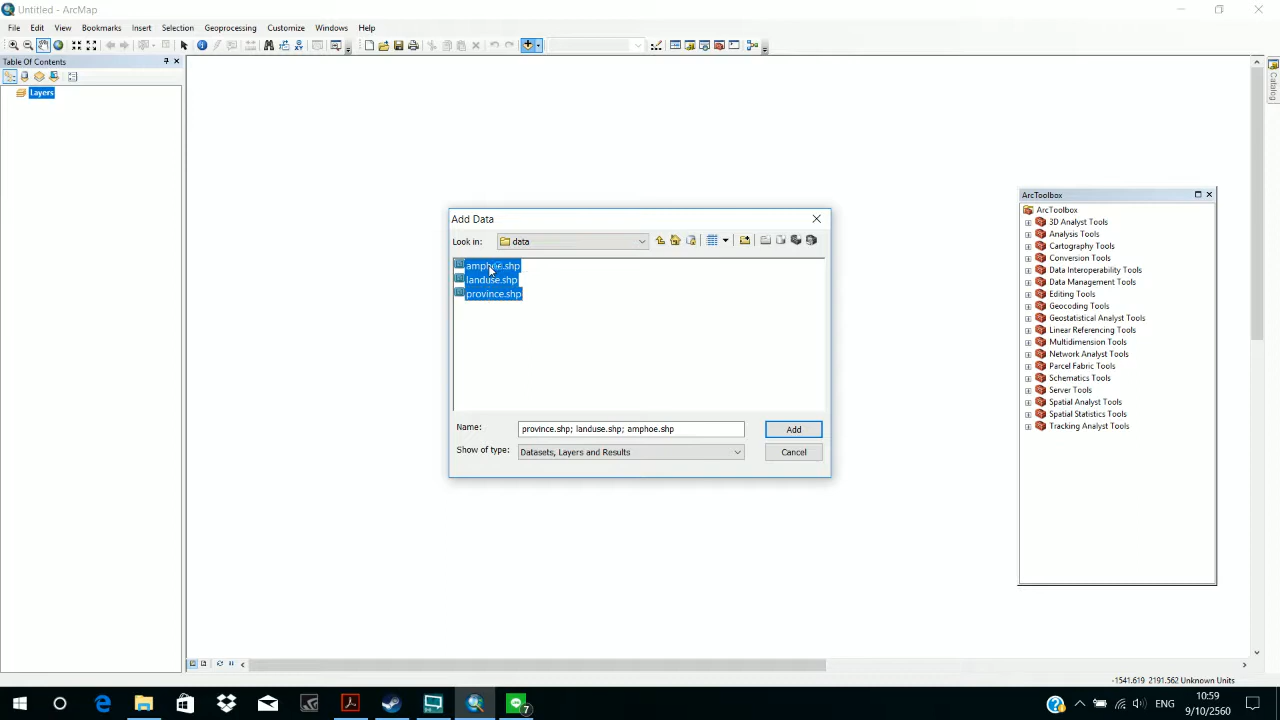 Untitled - ArcMap
File Edit View Bookmarks Insert Selection Geoprocessing Customize Windows Help
Table Of Contents
Layers
Catalog
Add Data
Look in: data
amphoe.shp
landuse.shp
province.shp
Name: province.shp; landuse.shp; amphoe.shp
Add
Show of type: Datasets, Layers and Results
Cancel
ArcToolbox
ArcToolbox
3D Analyst Tools
Analysis Tools
Cartography Tools
Conversion Tools
Data Interoperability Tools
Data Management Tools
Editing Tools
Geocoding Tools
Geostatistical Analyst Tools
Linear Referencing Tools
Multidimension Tools
Network Analyst Tools
Parcel Fabric Tools
Schematics Tools
Server Tools
Spatial Analyst Tools
Spatial Statistics Tools
Tracking Analyst Tools
-1541.619 2191.562 Unknown Units
7
ENG
10:59
9/10/2560